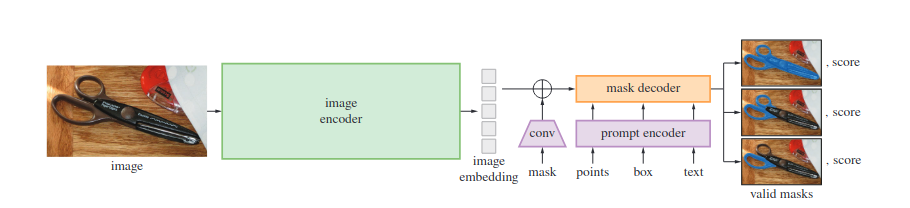 image
image
encoder
image
embedding
conv
mask
mask decoder
prompt encoder
points
box
text
, score
, score
, score
valid masks